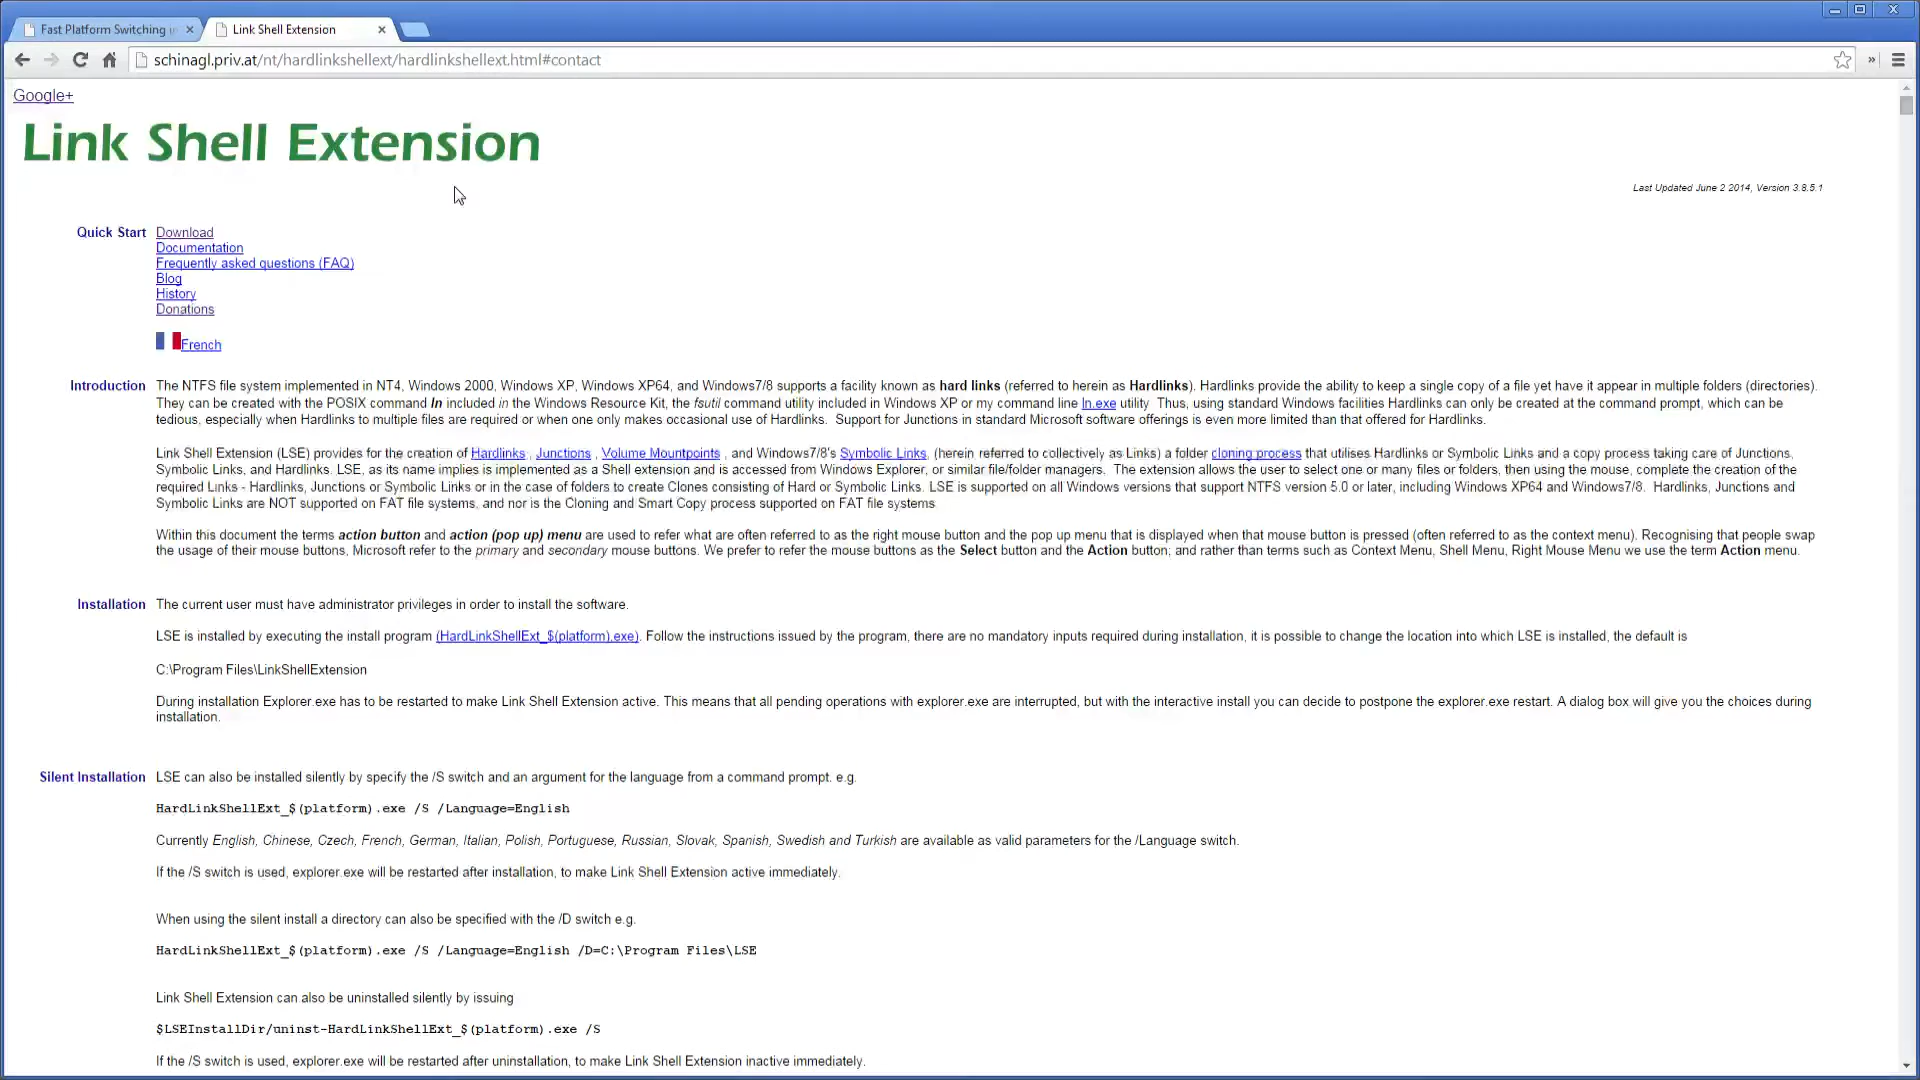 Fast Platform Switching i
Link Shell Extension
schinagl.priv.at/nt/hardlinkshellext/hardlinkshellext.html#contact
Google+
Link Shell Extension
Last Updated June 2 2014, Version 3.8.5.1
Quick Start Download
Documentation
Frequently asked questions (FAQ)
Blog
History
Donations
French
Introduction The NTFS file system implemented in NT4, Windows 2000, Windows XP, Windows XP64, and Windows7/8 supports a facility known as hard links (referred to herein as Hardlinks). Hardlinks provide the ability to keep a single copy of a file yet have it appear in multiple folders (directories).
They can be created with the POSIX command ln included in the Windows Resource Kit, the fsutil command utility included in Windows XP or my command line ln.exe utility Thus, using standard Windows facilities Hardlinks can only be created at the command prompt, which can be
tedious, especially when Hardlinks to multiple files are required or when one only makes occasional use of Hardlinks. Support for Junctions in standard Microsoft software offerings is even more limited than that offered for Hardlinks.
Link Shell Extension (LSE) provides for the creation of Hardlinks , Junctions , Volume Mountpoints , and Windows7/8's Symbolic Links, (herein referred to collectively as Links) a folder cloning process that utilises Hardlinks or Symbolic Links and a copy process taking care of Junctions,
Symbolic Links, and Hardlinks. LSE, as its name implies is implemented as a Shell extension and is accessed from Windows Explorer, or similar file/folder managers. The extension allows the user to select one or many files or folders, then using the mouse, complete the creation of the
required Links - Hardlinks, Junctions or Symbolic Links or in the case of folders to create Clones consisting of Hard or Symbolic Links. LSE is supported on all Windows versions that support NTFS version 5.0 or later, including Windows XP64 and Windows7/8. Hardlinks, Junctions and
Symbolic Links are NOT supported on FAT file systems, and nor is the Cloning and Smart Copy process supported on FAT file systems
Within this document the terms action button and action (pop up) menu are used to refer what are often referred to as the right mouse button and the pop up menu that is displayed when that mouse button is pressed (often referred to as the context menu). Recognising that people swap
the usage of their mouse buttons, Microsoft refer to the primary and secondary mouse buttons. We prefer to refer the mouse buttons as the Select button and the Action button; and rather than terms such as Context Menu, Shell Menu, Right Mouse Menu we use the term Action menu.
Installation The current user must have administrator privileges in order to install the software.
LSE is installed by executing the install program (HardLinkShellExt_$(platform).exe). Follow the instructions issued by the program, there are no mandatory inputs required during installation, it is possible to change the location into which LSE is installed, the default is
C:\Program Files\LinkShellExtension
During installation Explorer.exe has to be restarted to make Link Shell Extension active. This means that all pending operations with explorer.exe are interrupted, but with the interactive install you can decide to postpone the explorer.exe restart. A dialog box will give you the choices during
installation.
Silent Installation LSE can also be installed silently by specify the /S switch and an argument for the language from a command prompt. e.g.
HardLinkShellExt_$(platform).exe /S /Language=English
Currently English, Chinese, Czech, French, German, Italian, Polish, Portuguese, Russian, Slovak, Spanish, Swedish and Turkish are available as valid parameters for the /Language switch.
If the /S switch is used, explorer.exe will be restarted after installation, to make Link Shell Extension active immediately.
When using the silent install a directory can also be specified with the /D switch e.g.
HardLinkShellExt_$(platform).exe /S /Language=English /D=C:\Program Files\LSE
Link Shell Extension can also be uninstalled silently by issuing
$LSEInstallDir/uninst-HardLinkShellExt_$(platform).exe /S
If the /S switch is used, explorer.exe will be restarted after uninstallation, to make Link Shell Extension inactive immediately.